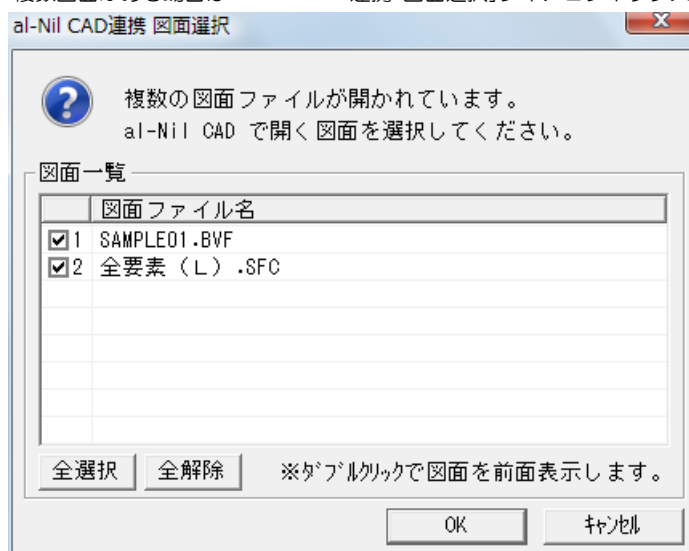 al-Nil CAD連携 図面選択
複数の図面ファイルが開かれています。
al-Nil CAD で開く図面を選択してください。
図面一覧
図面ファイル名
1 SAMPLE01.BVF
2 全要素（L）.SFC
全選択 全解除 ※ﾀﾞﾌﾞﾙｸﾘｯｸで図面を前面表示します。
OK ｷｬﾝｾﾙ